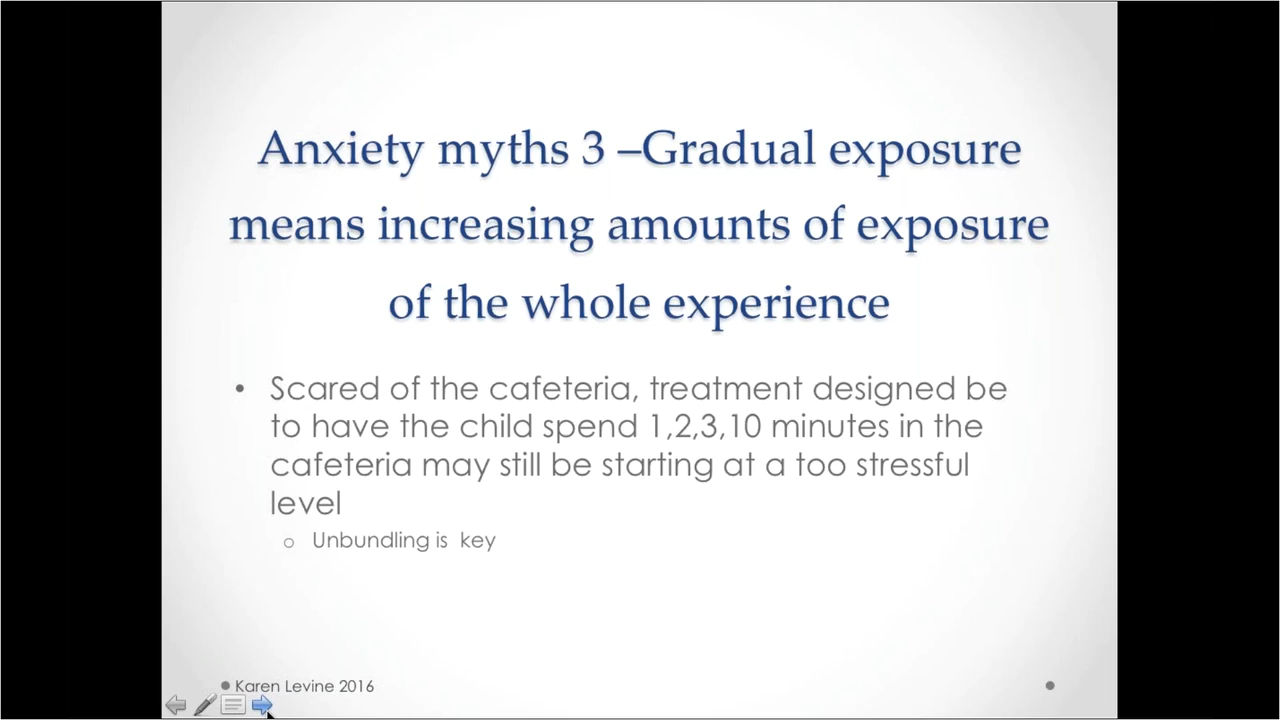 Anxiety myths 3 –Gradual exposure
means increasing amounts of exposure
of the whole experience
• Scared of the cafeteria, treatment designed be
to have the child spend 1,2,3,10 minutes in the
cafeteria may still be starting at a too stressful
level
o Unbundling is  key
Karen Levine 2016